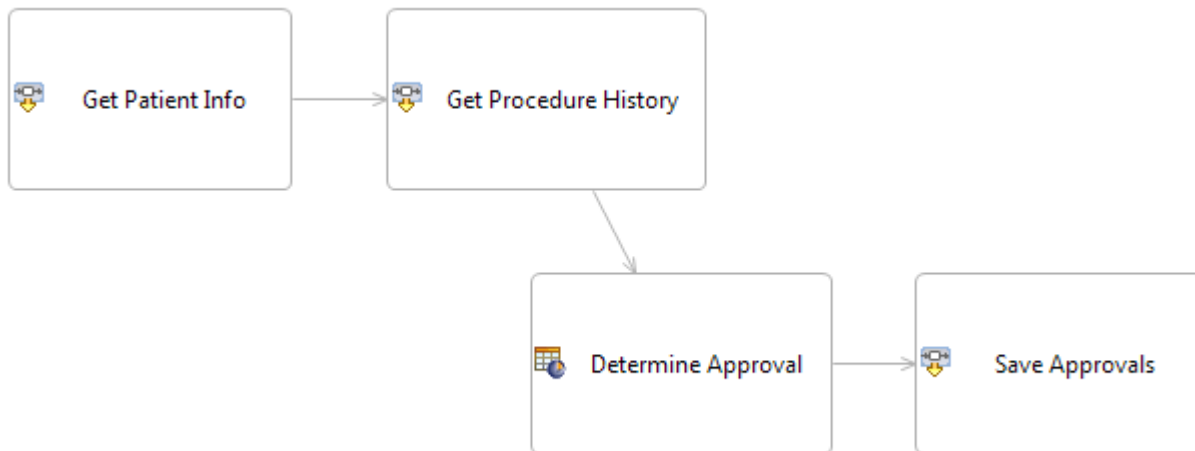 Get Patient Info
Get Procedure History
Determine Approval
Save Approvals